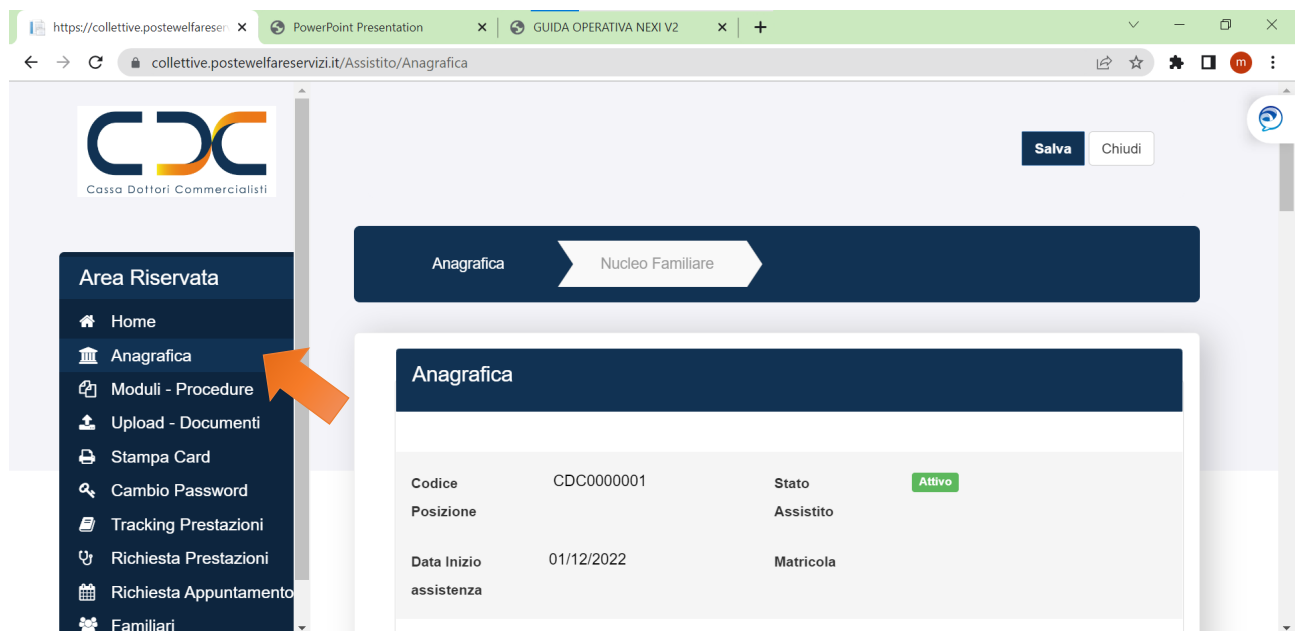 https://collettive.postewelfareser
PowerPoint Presentation
GUIDA OPERATIVA NEXI V2
collettive.postewelfareservizi.it/Assistito/Anagrafica
m
CDC
Cassa Dottori Commercialisti
Salva
Chiudi
Anagrafica
Nucleo Familiare
Area Riservata
Home
Anagrafica
Moduli - Procedure
Upload - Documenti
Stampa Card
Cambio Password
Tracking Prestazioni
Richiesta Prestazioni
Richiesta Appuntamento
Familiari
Anagrafica
Codice Posizione
CDC0000001
Stato Assistito
Attivo
Data Inizio assistenza
01/12/2022
Matricola